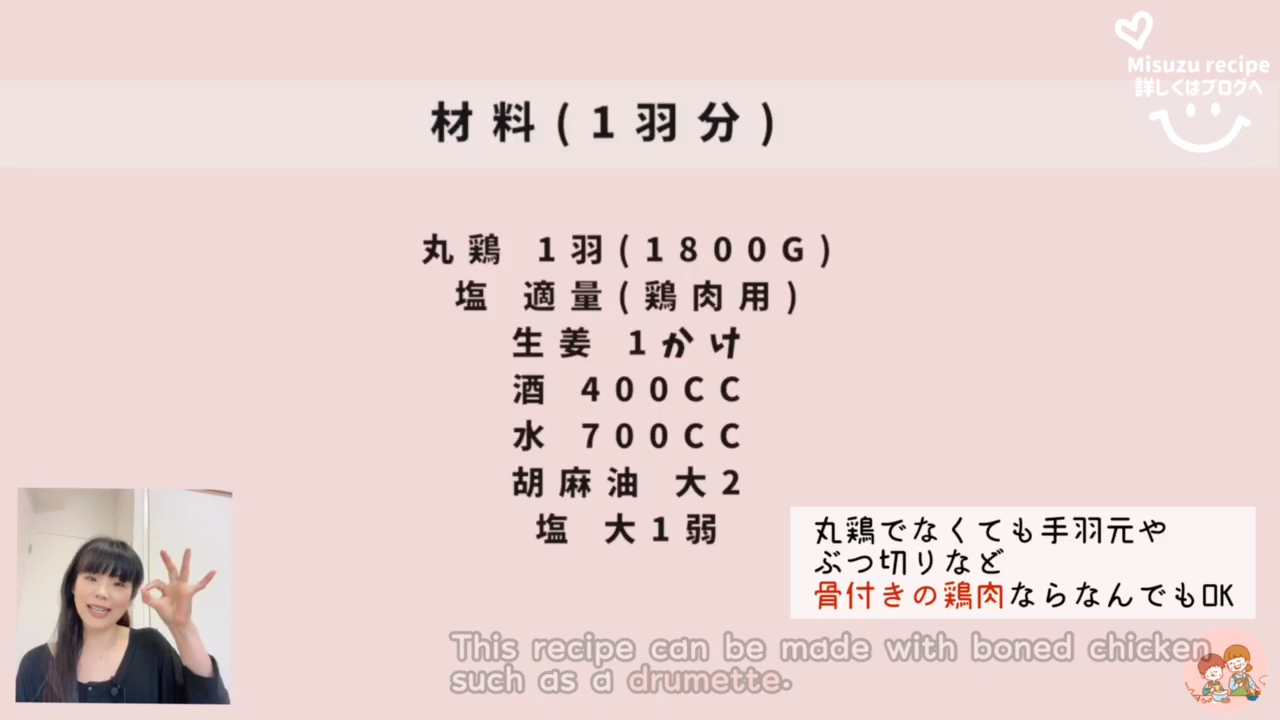 Misuzu recipe
詳しくはブログへ
材料(1羽分)
丸鶏 1羽(1800G)
塩 適量(鶏肉用)
生姜 1かけ
酒 400CC
水 700CC
胡麻油 大2
塩 大1弱
丸鶏でなくても手羽元や
ぶつ切りなど
骨付きの鶏肉ならなんでもOK
This recipe can be made with boned chicken
such as a drumette.